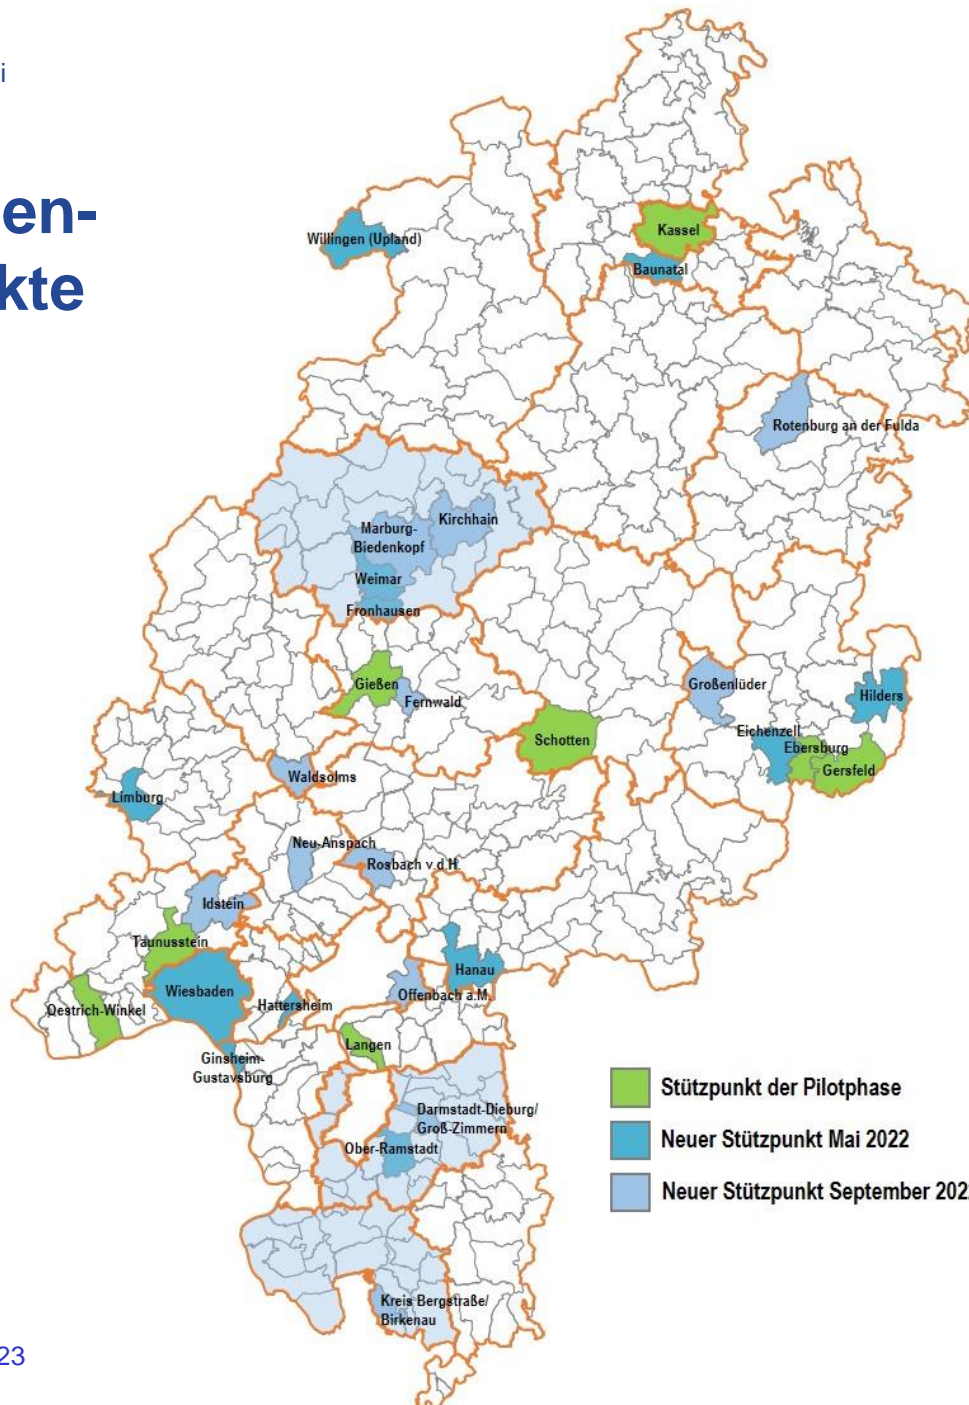 i
en-
kte
Willingen (Upland)
Kassel
Baunatal
Rotenburg an der Fulda
Kirchhain
Marburg-
Biedenkopf
Weimar
Fronhausen
Gießen
Fernwald
Großenlüder
Hilders
Schotten
Eichenzell
Ebersburg
Gersfeld
Waldsolms
Limburg
Neu-Anspach
Rosbach v.d.H.
Idstein
Taunusstein
Wiesbaden
Hanau
Offenbach a.M.
Hattersheim
Oestrich-Winkel
Langen
Ginsheim-
Gustavsburg
Stützpunkt der Pilotphase
Darmstadt-Dieburg/
Groß-Zimmern
Neuer Stützpunkt Mai 2022
Ober-Ramstadt
Neuer Stützpunkt September 202
Kreis Bergstraße/
Birkenau
23